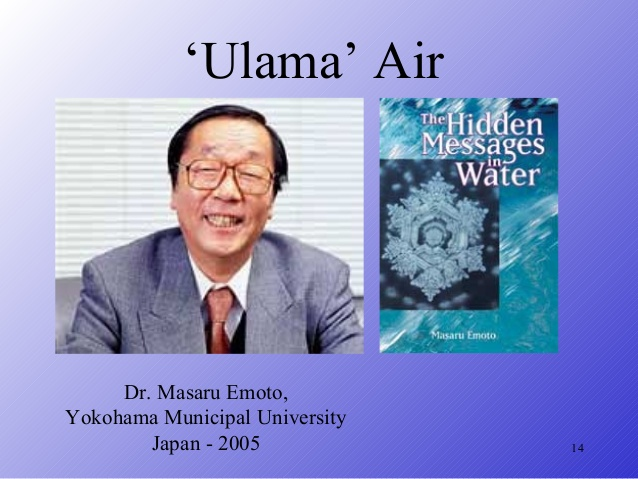 ‘Ulama’ Air
The Hidden
Messages
in
Water
Masaru Emoto
Dr. Masaru Emoto,
Yokohama Municipal University
Japan - 2005
14